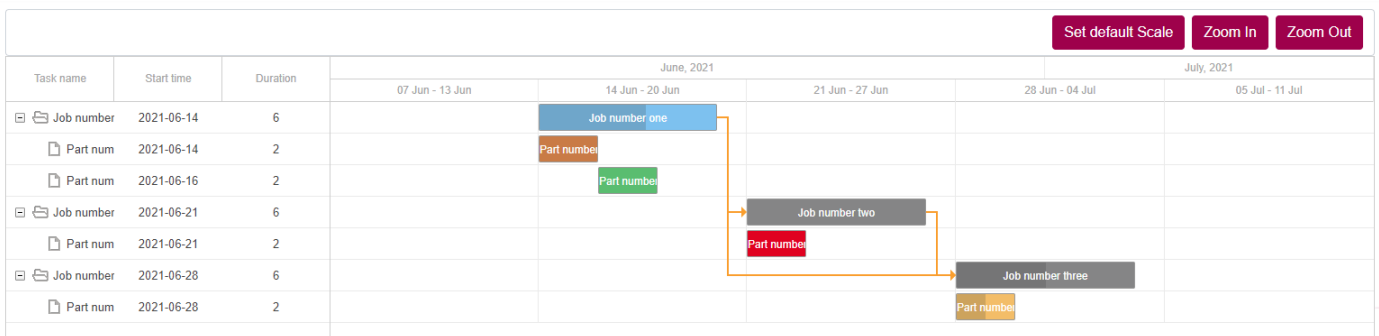 Set default Scale Zoom In Zoom Out
Task name Start time Duration June, 2021 July, 2021
07 Jun - 13 Jun 14 Jun - 20 Jun 21 Jun - 27 Jun 28 Jun - 04 Jul 05 Jul - 11 Jul
Job number 2021-06-14 6 Job number one
Part num 2021-06-14 2 Part number
Part num 2021-06-16 2 Part number
Job number 2021-06-21 6 Job number two
Part num 2021-06-21 2 Part number
Job number 2021-06-28 6 Job number three
Part num 2021-06-28 2 Part number